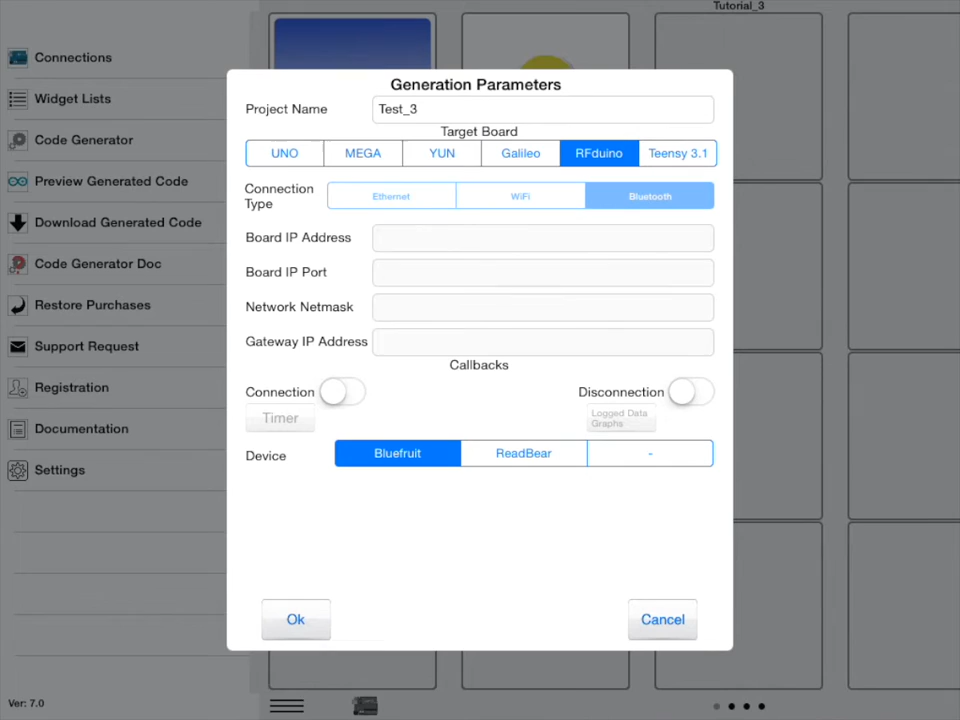 Tutorial_3
Connections
Widget Lists
Code Generator
Preview Generated Code
Download Generated Code
Code Generator Doc
Restore Purchases
Support Request
Registration
Documentation
Settings
Ver: 7.0
Generation Parameters
Project Name Test_3
Target Board
UNO MEGA YUN Galileo RFduino Teensy 3.1
Connection
Type
Ethernet WiFi Bluetooth
Board IP Address
Board IP Port
Network Netmask
Gateway IP Address
Callbacks
Connection Disconnection
Timer
Logged Data
Graphs
Device Bluefruit ReadBear -
Ok Cancel